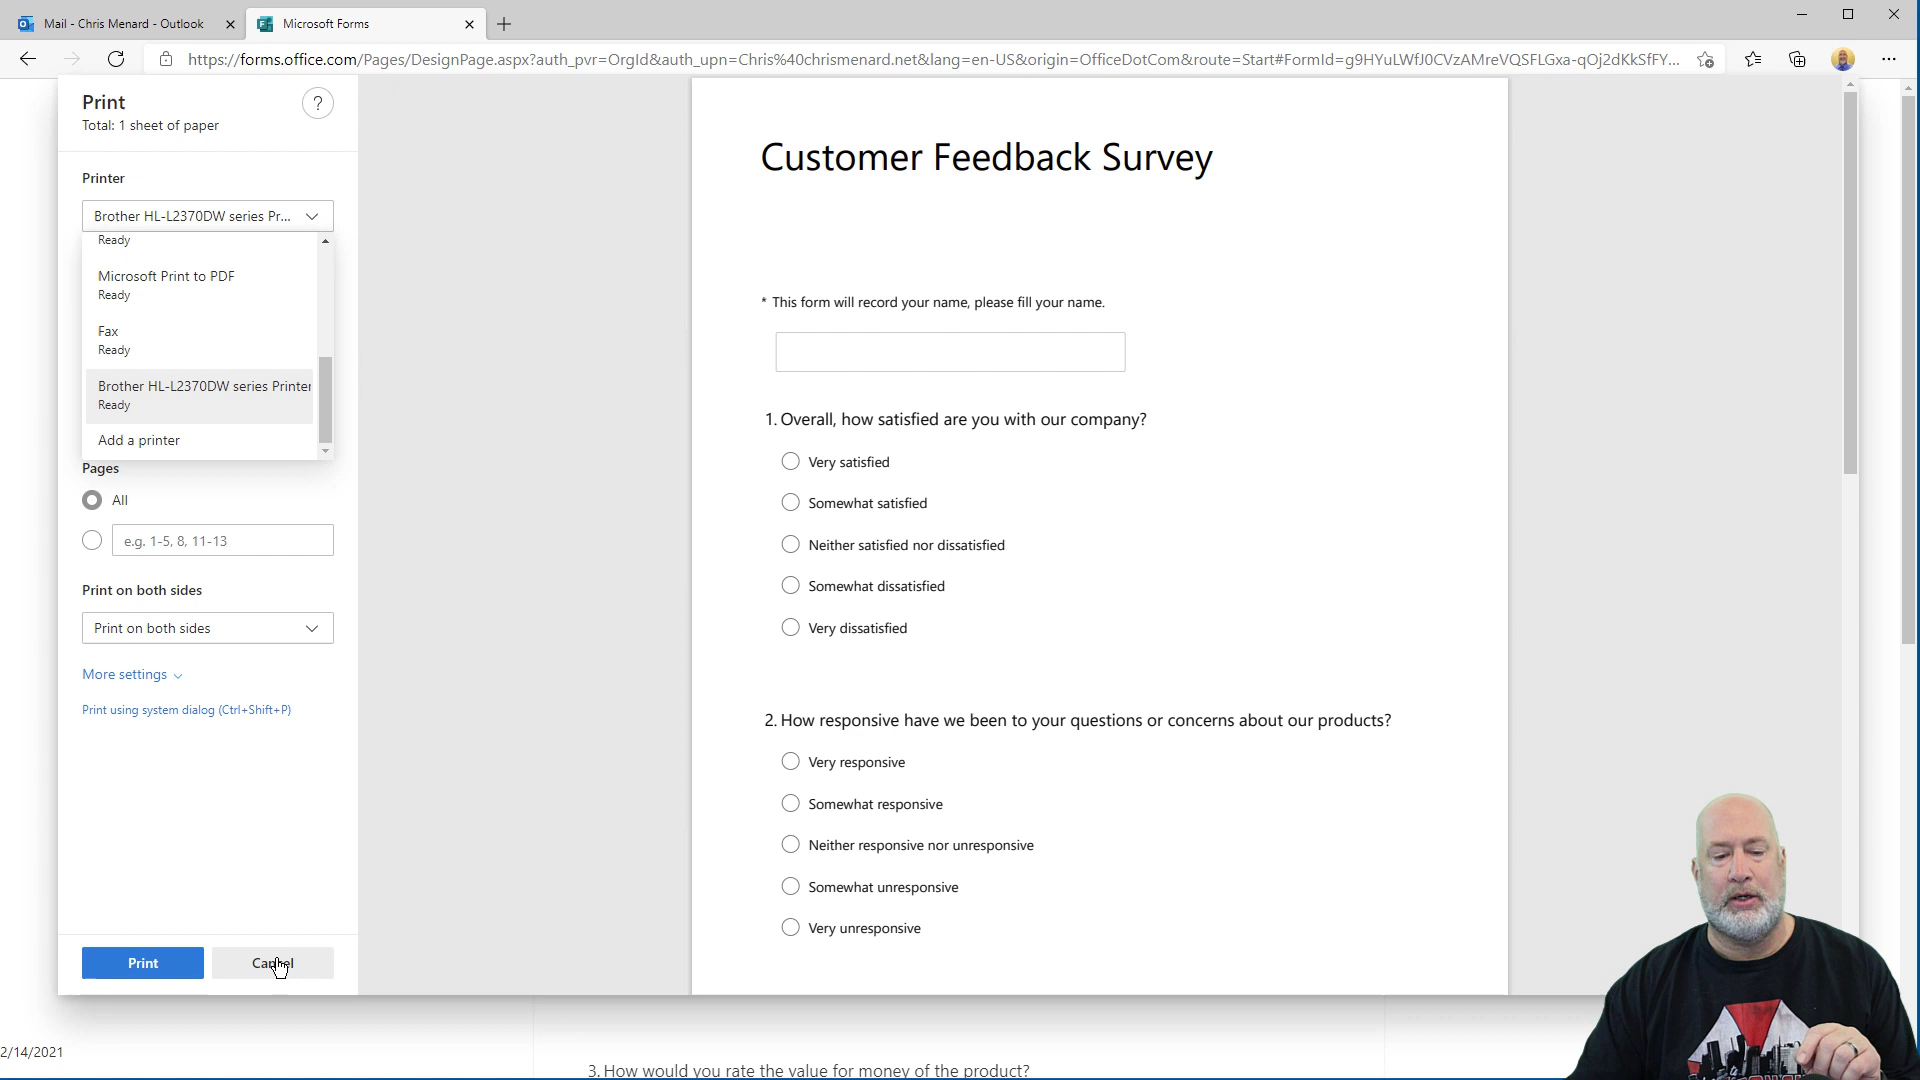 Mail - Chris Menard - Outlook
Microsoft Forms
https://forms.office.com/Pages/DesignPage.aspx?auth_pvr=OrgId&auth_upn=Chris%40chrismenard.net&lang=en-US&origin=OfficeDotCom&route=Start#FormId=g9HYuLWfJ0CVzAMreVQSFLGxa-qOj2dKkSfFY...
Print
?
Total: 1 sheet of paper
Printer
Brother HL-L2370DW series Pr...
Ready
Microsoft Print to PDF
Ready
Fax
Ready
Brother HL-L2370DW series Printer
Ready
Add a printer
Pages
All
e.g. 1-5, 8, 11-13
Print on both sides
Print on both sides
More settings
Print using system dialog (Ctrl+Shift+P)
Print
Cancel
Customer Feedback Survey
* This form will record your name, please fill your name.
1. Overall, how satisfied are you with our company?
Very satisfied
Somewhat satisfied
Neither satisfied nor dissatisfied
Somewhat dissatisfied
Very dissatisfied
2. How responsive have we been to your questions or concerns about our products?
Very responsive
Somewhat responsive
Neither responsive nor unresponsive
Somewhat unresponsive
Very unresponsive
2/14/2021
3. How would you rate the value for money of the product?